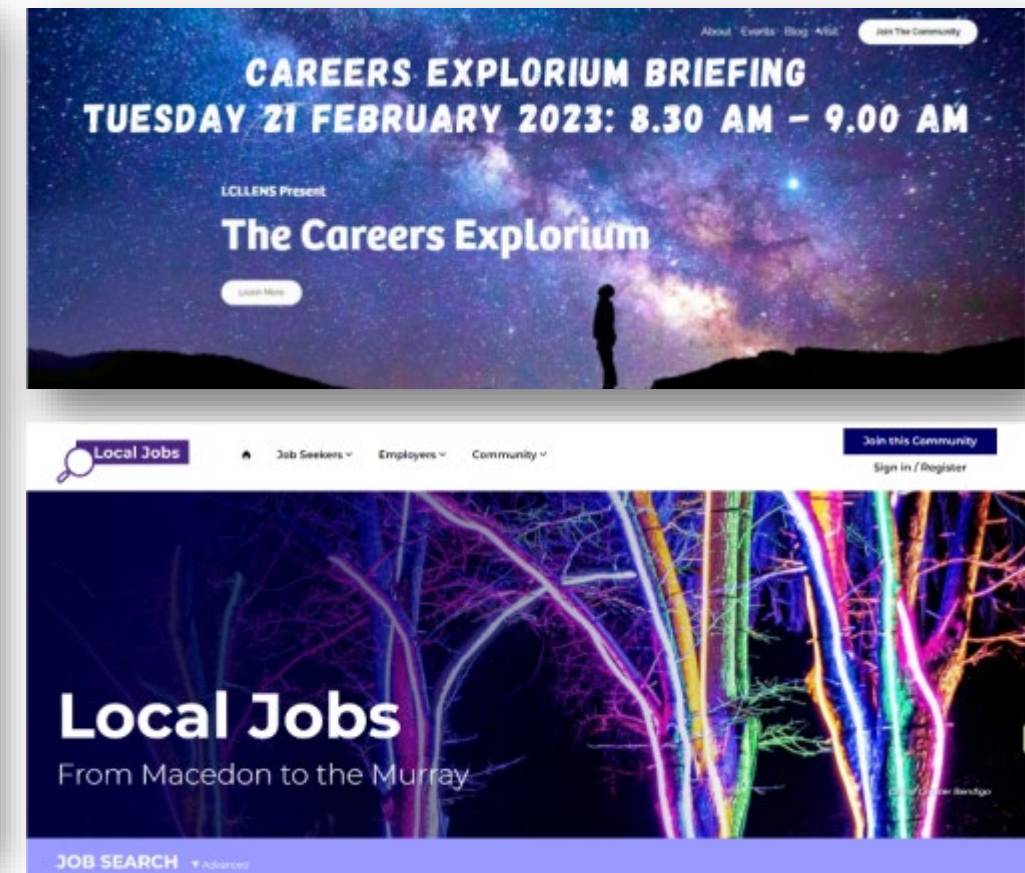 About Events Blog Visit Join The Community
CAREERS EXPLORIUM BRIEFING
TUESDAY 21 FEBRUARY 2023: 8.30 AM – 9.00 AM
LCLLENS Present
The Careers Explorium
Learn More
Local Jobs
Job Seekers Employers Community
Join this Community
Sign in / Register
Local Jobs
From Macedon to the Murray
Greater Bendigo
JOB SEARCH Advanced